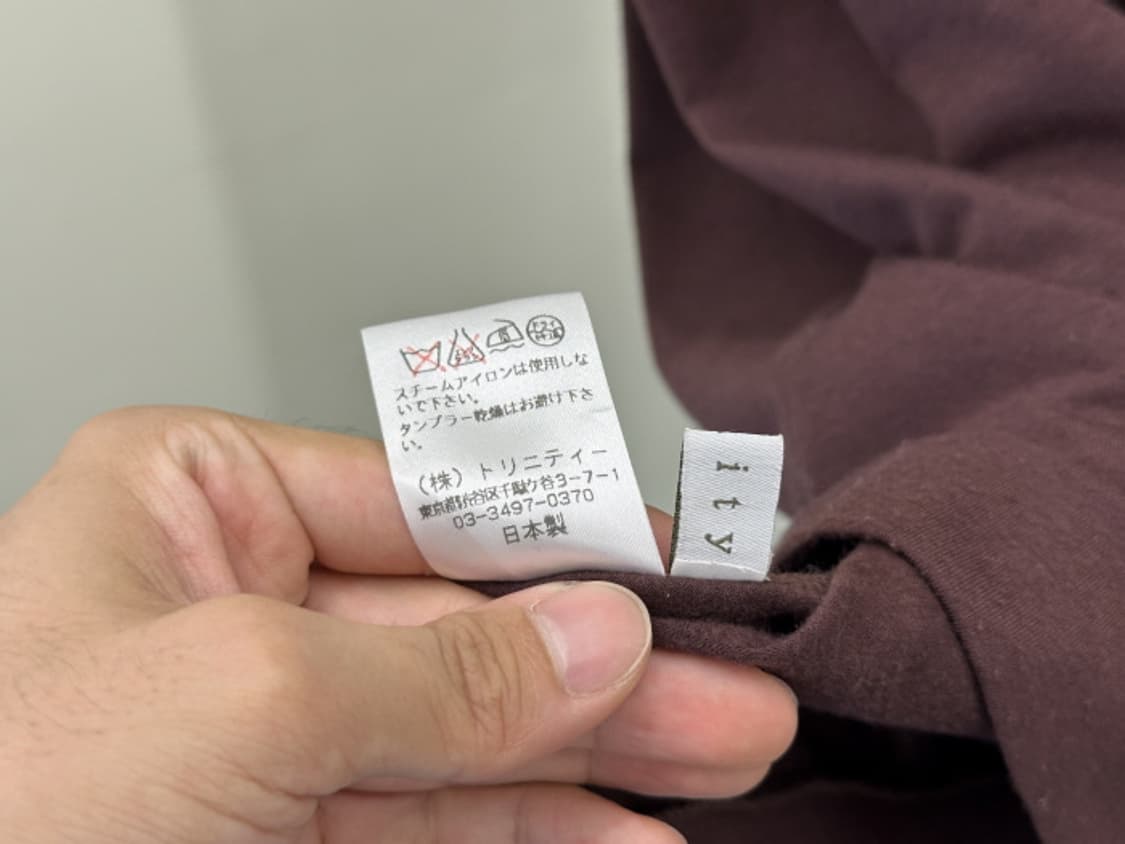 スチームアイロンは使用しな
いで下さい。
タンブラー乾燥はお避け下さ
い。
(株)トリニティー
東京都渋谷区千駄ケ谷3-7-1
03-3497-0370
日本製
ity